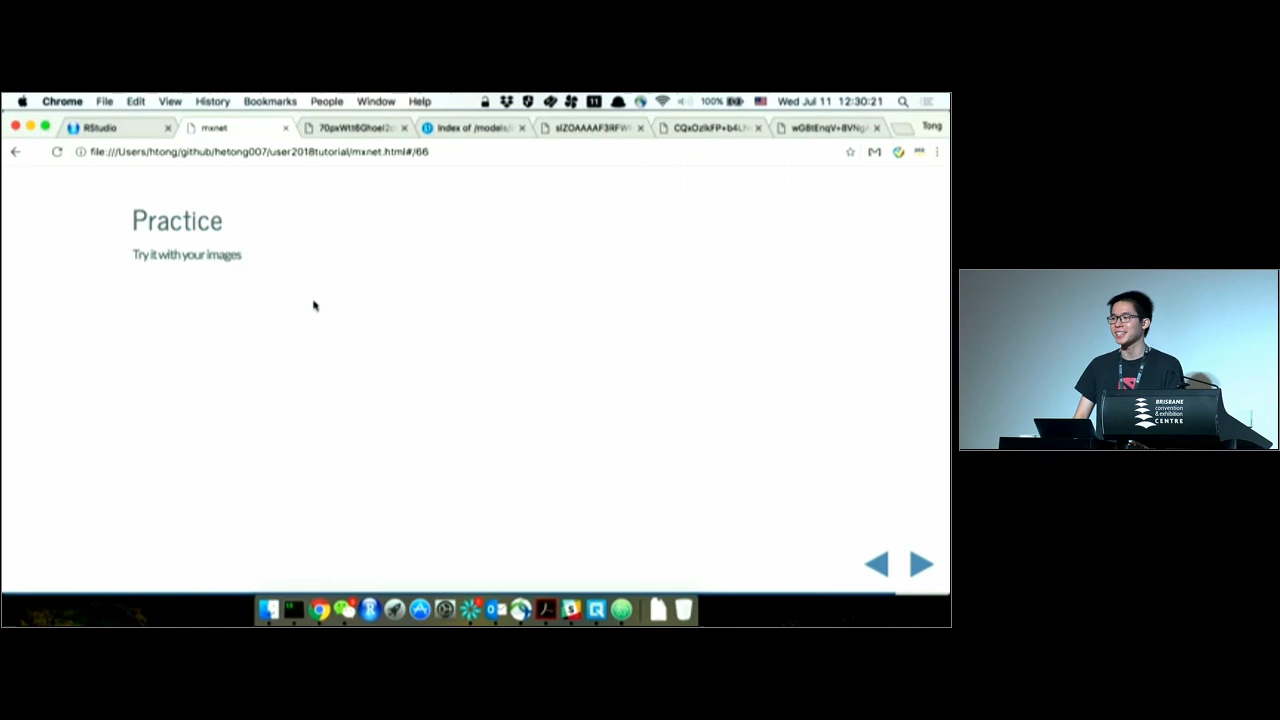 Chrome File Edit View History Bookmarks People Window Help 11 100% Wed Jul 11 12:30:21
RStudio mxnet Index of /models/ Tong
file:///Users/htong/github/hetong007/user2018tutorial/mxnet.html#/66
Practice
Try it with your images
BRISBANE
convention
& exhibition
CENTRE